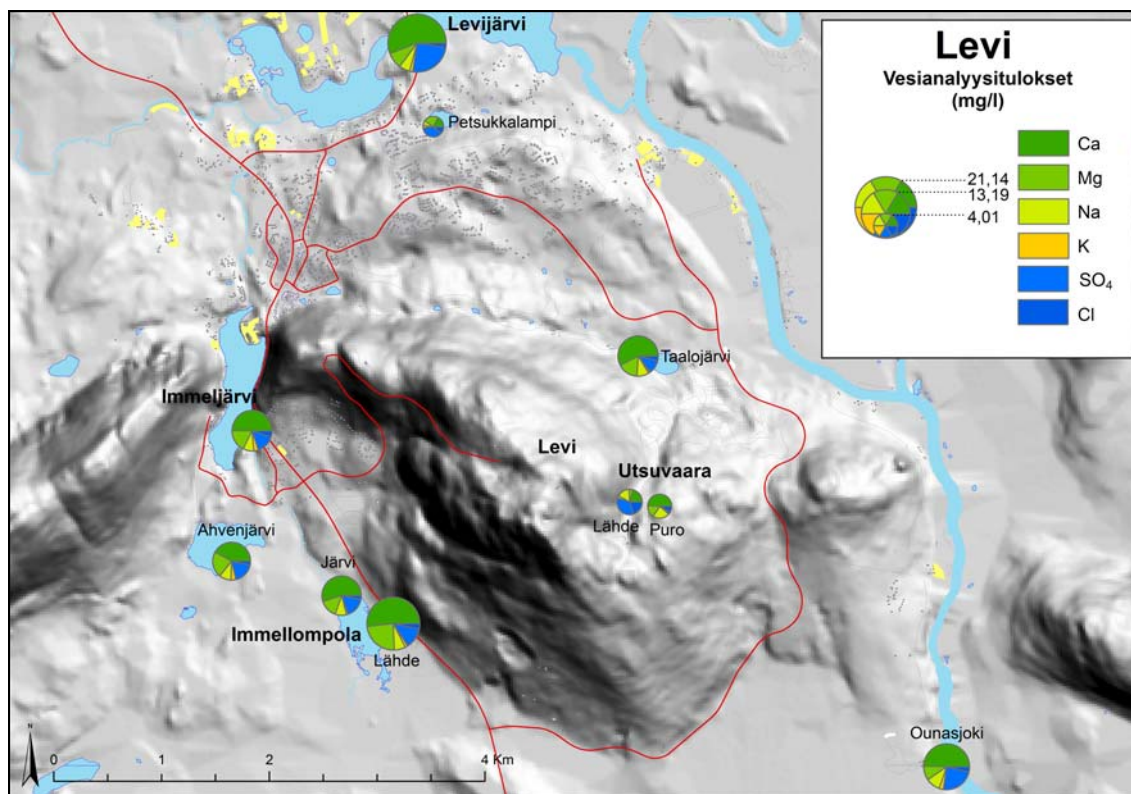 Levi
Vesianalyysitulokset
(mg/l)
21,14
13,19
4,01
Ca
Mg
Na
K
SO₄
Cl
Levijärvi
Petsukkalampi
Taalojärvi
Immeljärvi
Levi
Utsuvaara
Lähde
Puro
Ahvenjärvi
Järvi
Immellompola
Lähde
Ounasjoki
N
0 1 2 4 Km